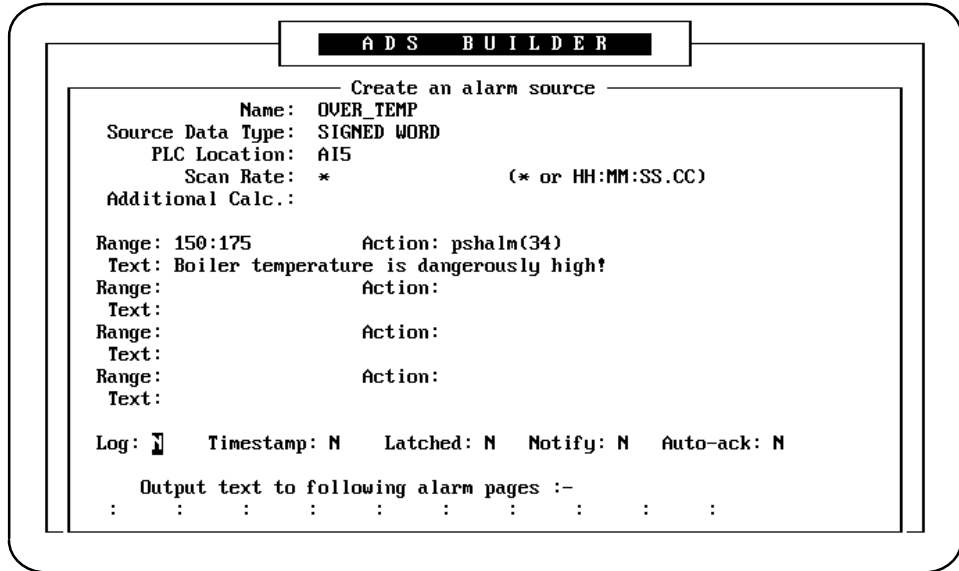 ADS BUILDER
Create an alarm source
Name: OVER_TEMP
Source Data Type: SIGNED WORD
PLC Location: AI5
Scan Rate: * (* or HH:MM:SS.CC)
Additional Calc.:
Range: 150:175 Action: pshalm(34)
Text: Boiler temperature is dangerously high!
Range: Action:
Text:
Range: Action:
Text:
Range: Action:
Text:
Log: N Timestamp: N Latched: N Notify: N Auto-ack: N
Output text to following alarm pages :-
: : : : : : : : : :